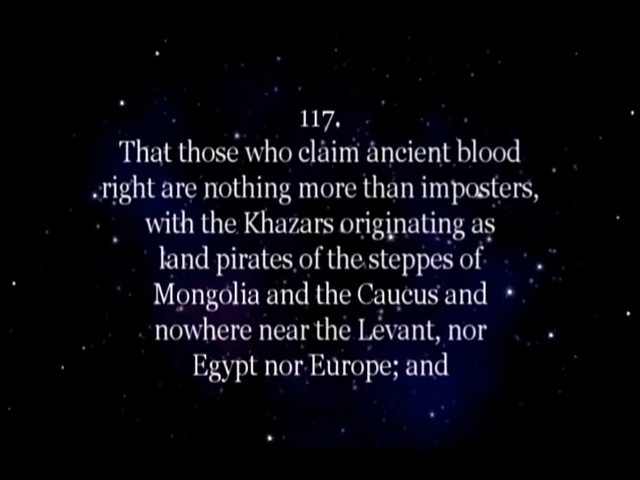 117.
That those who claim ancient blood
right are nothing more than imposters,
with the Khazars originating as
land pirates of the steppes of
Mongolia and the Caucus and
nowhere near the Levant, nor
Egypt nor Europe; and